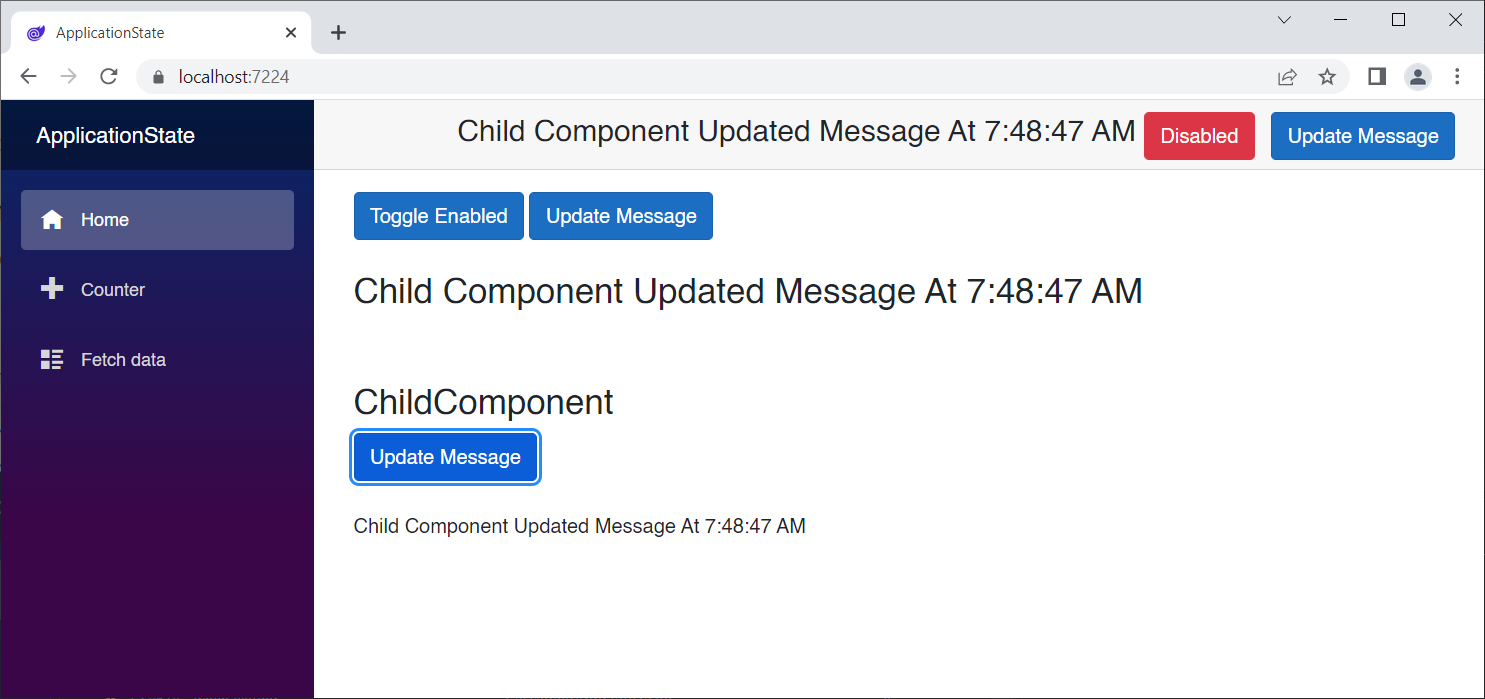 ApplicationState
localhost:7224
ApplicationState
Child Component Updated Message At 7:48:47 AM Disabled Update Message
Home
Counter
Fetch data
Toggle Enabled Update Message
Child Component Updated Message At 7:48:47 AM
ChildComponent
Update Message
Child Component Updated Message At 7:48:47 AM